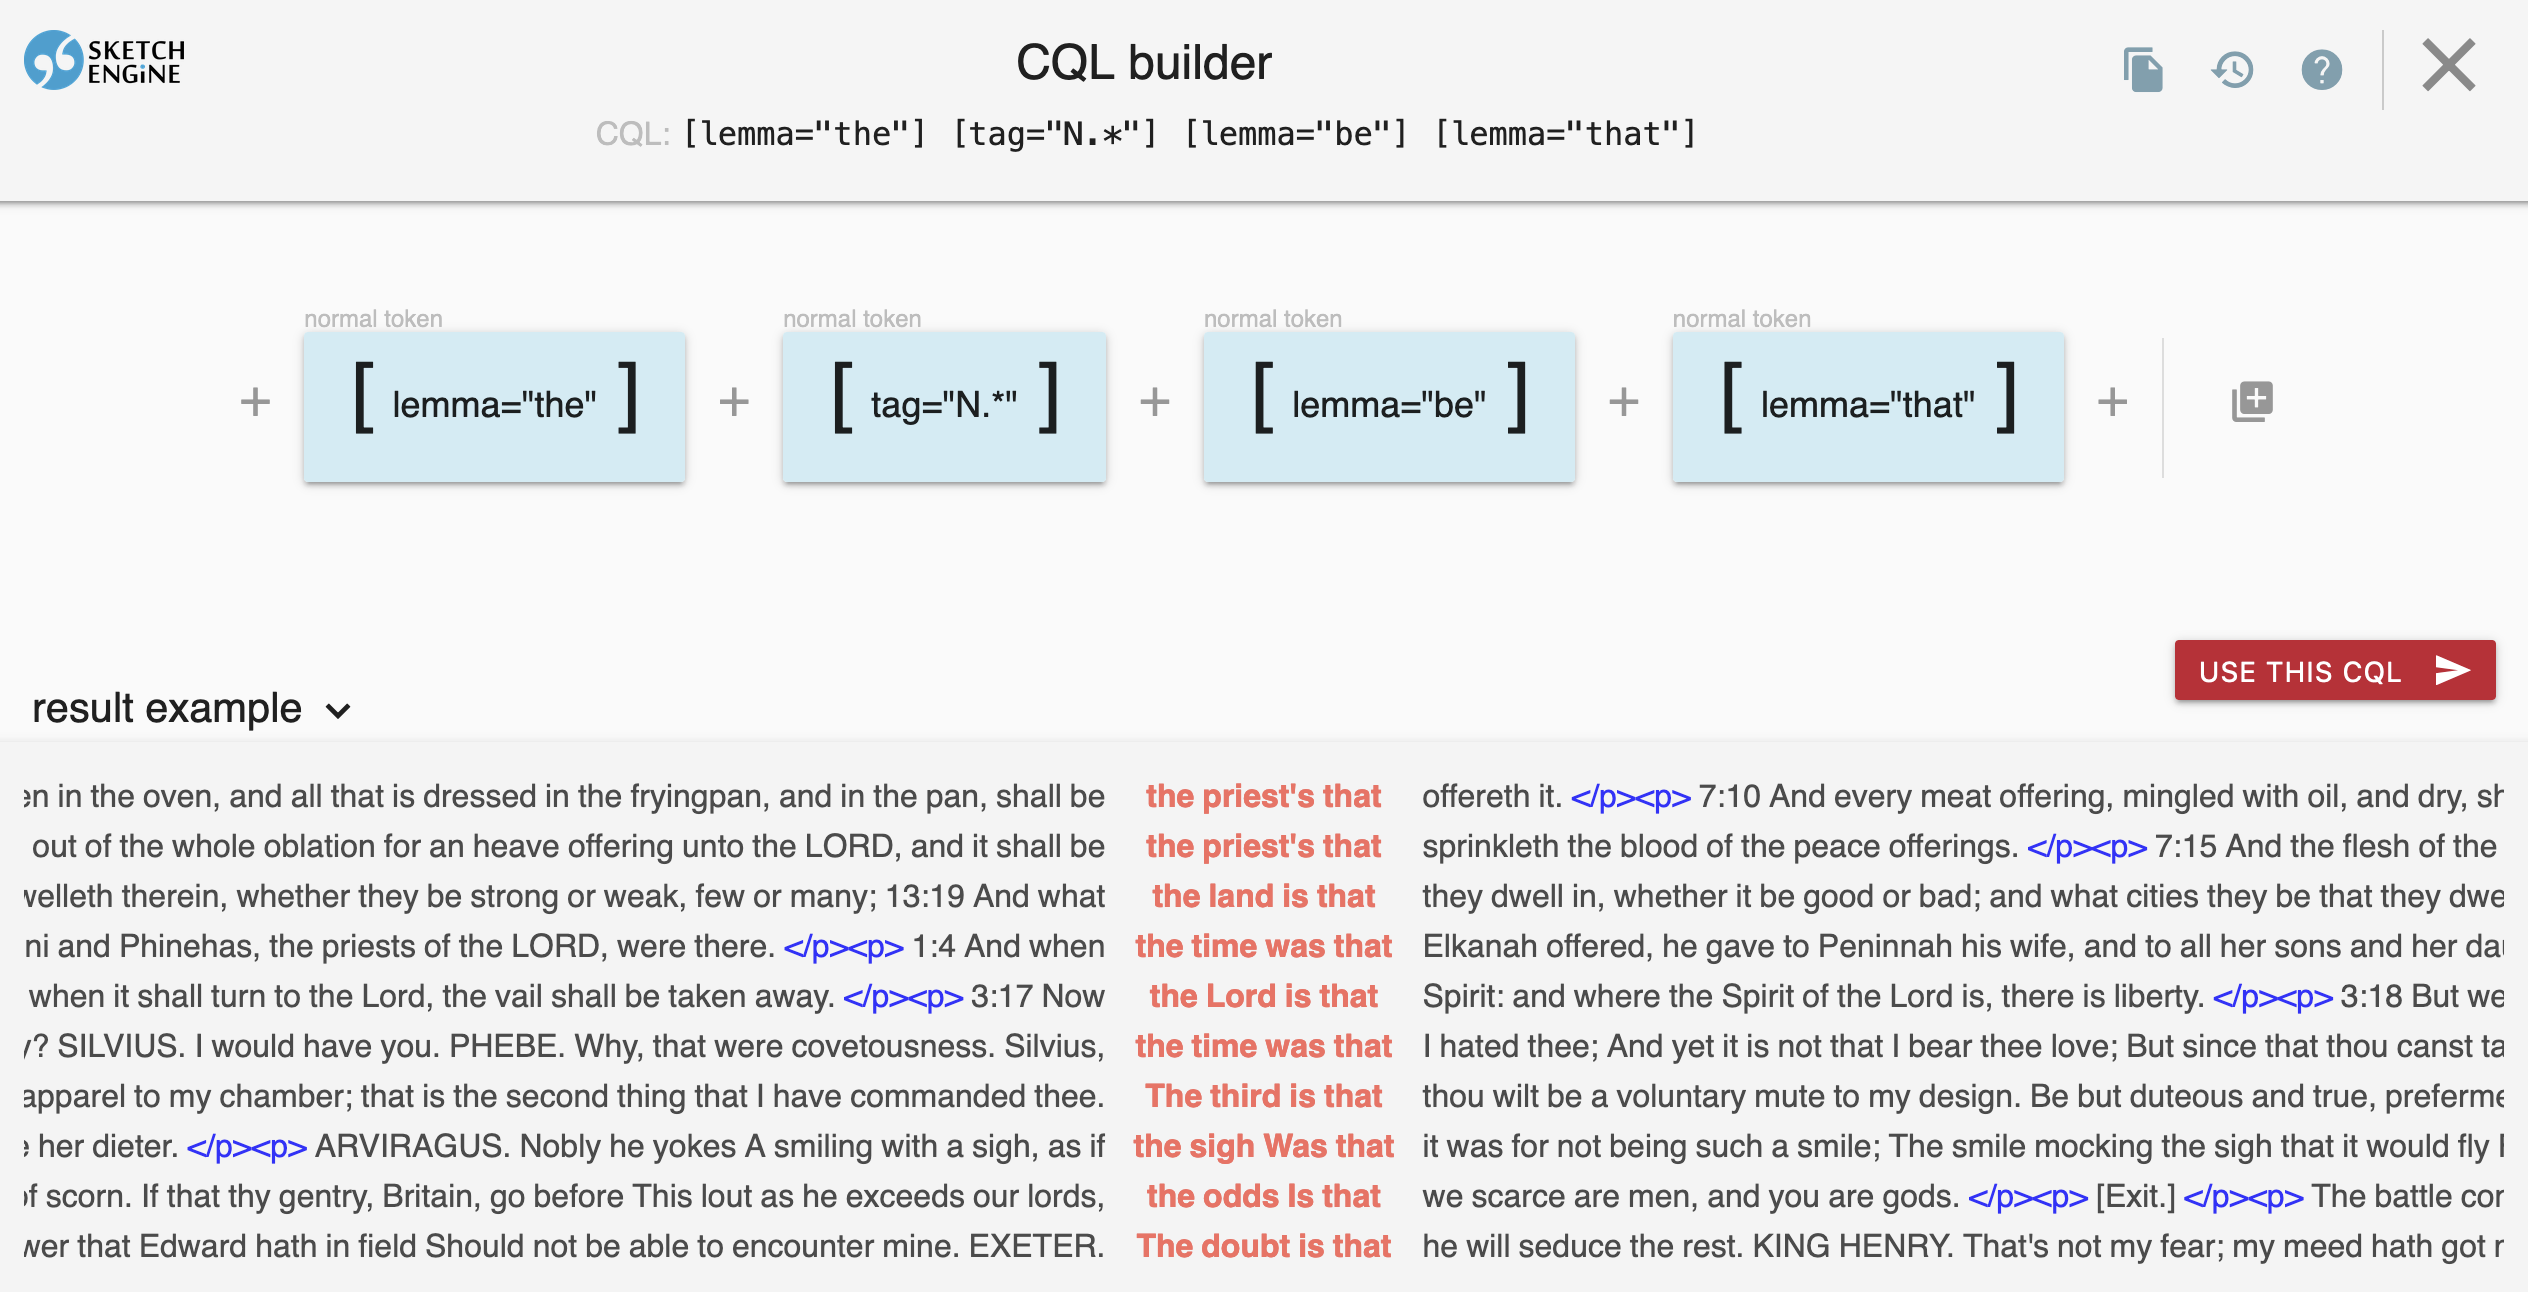 SKETCH
ENGINE
CQL builder
CQL: [lemma="the"] [tag="N.*"] [lemma="be"] [lemma="that"]
normal token normal token normal token normal token
[ lemma="the" ] [ tag="N.*" ] [ lemma="be" ] [ lemma="that" ]
USE THIS CQL
result example
in the oven, and all that is dressed in the fryingpan, and in the pan, shall be the priest's that offereth it. </p><p> 7:10 And every meat offering, mingled with oil, and dry,
out of the whole oblation for an heave offering unto the LORD, and it shall be the priest's that sprinkleth the blood of the peace offerings. </p><p> 7:15 And the flesh of the
therein, whether they be strong or weak, few or many; 13:19 And what the land is that they dwell in, whether it be good or bad; and what cities they be that they
and Phinehas, the priests of the LORD, were there. </p><p> 1:4 And when the time was that Elkanah offered, he gave to Peninnah his wife, and to all her sons and her
when it shall turn to the Lord, the vail shall be taken away. </p><p> 3:17 Now the Lord is that Spirit: and where the Spirit of the Lord is, there is liberty. </p><p> 3:18 But we
? SILVIUS. I would have you. PHEBE. Why, that were covetousness. Silvius, the time was that I hated thee; And yet it is not that I bear thee love; But since that thou canst
apparel to my chamber; that is the second thing that I have commanded thee. The third is that thou wilt be a voluntary mute to my design. Be but duteous and true,
her dieter. </p><p> ARVIRAGUS. Nobly he yokes A smiling with a sigh, as if the sigh Was that it was for not being such a smile; The smile mocking the sigh that it would fly
of scorn. If that thy gentry, Britain, go before This lout as he exceeds our lords, the odds Is that we scarce are men, and you are gods. </p><p> [Exit.] </p><p> The battle
that Edward hath in field Should not be able to encounter mine. EXETER. The doubt is that he will seduce the rest. KING HENRY. That's not my fear; my meed hath got